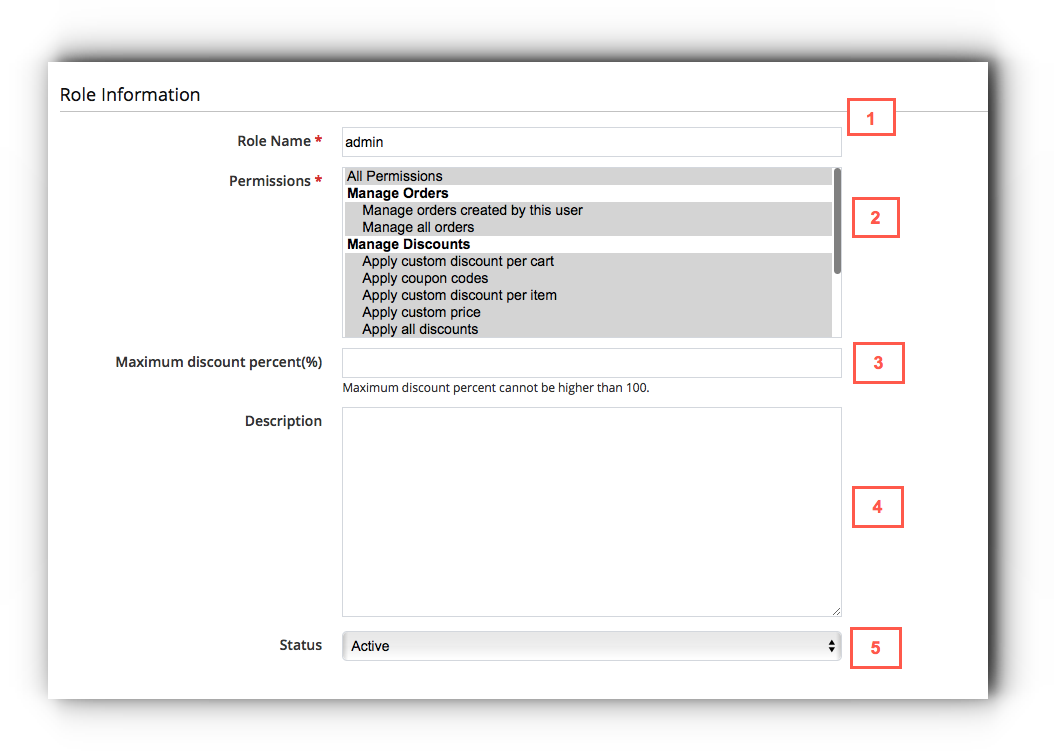 Role Information
1
Role Name *
admin
Permissions *
All Permissions
Manage Orders
Manage orders created by this user
Manage all orders
2
Manage Discounts
Apply custom discount per cart
Apply coupon codes
Apply custom discount per item
Apply custom price
Apply all discounts
Maximum discount percent(%)
3
Maximum discount percent cannot be higher than 100.
Description
4
Status
Active
5